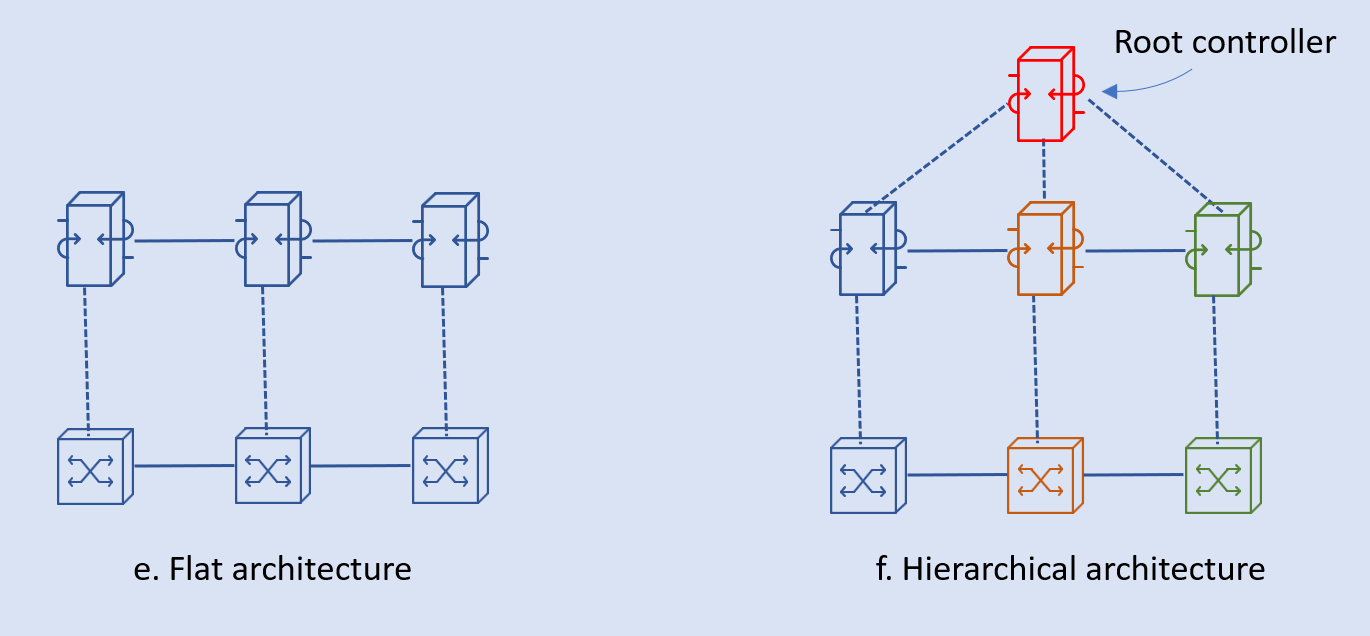 Root controller
e. Flat architecture
f. Hierarchical architecture